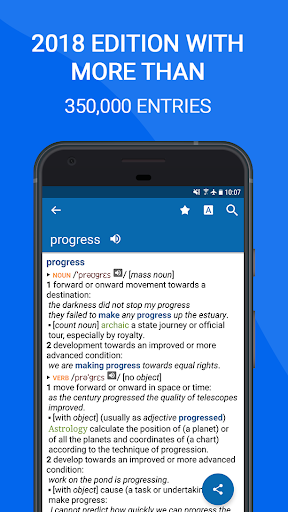 2018 EDITION WITH
MORE THAN
350,000 ENTRIES
10:07
progress
progress
▸ NOUN /ˈprəʊɡrɛs / [mass noun]
1 forward or onward movement towards a
destination:
the darkness did not stop my progress
they failed to make any progress up the estuary.
•[count noun] archaic a state journey or official
tour, especially by royalty.
2 development towards an improved or more
advanced condition:
we are making progress towards equal rights.
▸ VERB /prəˈɡrɛs / [no object]
1 move forward or onward in space or time:
as the century progressed the quality of telescopes
improved.
•[with object] (usually as adjective progressed)
Astrology calculate the position of (a planet) or
of all the planets and coordinates of (a chart)
according to the technique of progression.
2 develop towards an improved or more advanced
condition:
work on the pond is progressing.
•[with object] cause (a task or undertaking) to
make progress:
I cannot predict how quickly we can progress the